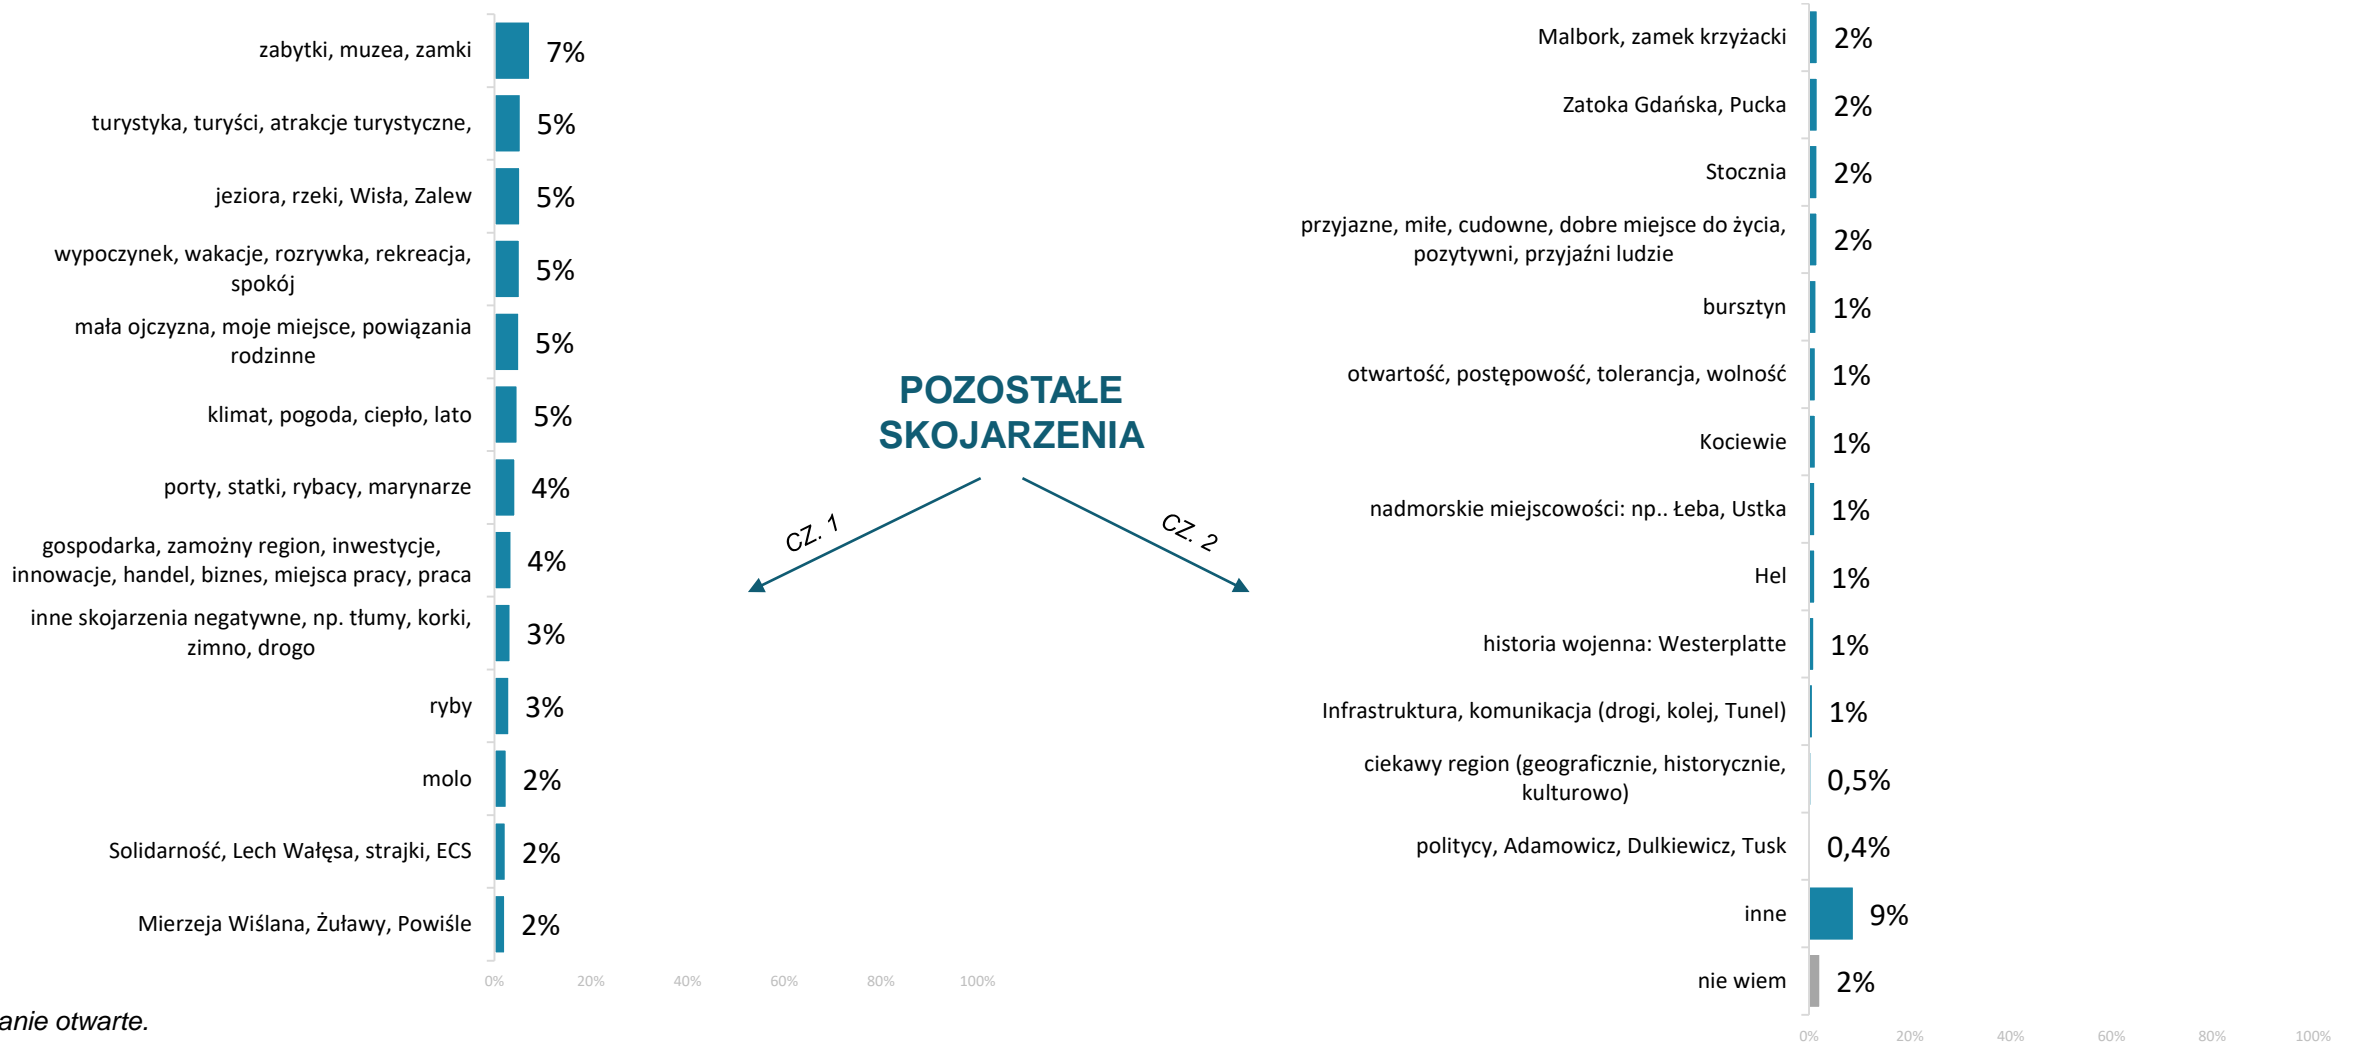 zabytki, muzea, zamki
7%
turystyka, turyści, atrakcje turystyczne,
5%
jeziora, rzeki, Wisła, Zalew
5%
wypoczynek, wakacje, rozrywka, rekreacja,
spokój
5%
mała ojczyzna, moje miejsce, powiązania
rodzinne
5%
klimat, pogoda, ciepło, lato
5%
porty, statki, rybacy, marynarze
4%
gospodarka, zamożny region, inwestycje,
innowacje, handel, biznes, miejsca pracy, praca
4%
inne skojarzenia negatywne, np. tłumy, korki,
zimno, drogo
3%
ryby
3%
molo
2%
Solidarność, Lech Wałęsa, strajki, ECS
2%
Mierzeja Wiślana, Żuławy, Powiśle
2%
0% 20% 40% 60% 80% 100%
anie otwarte.
POZOSTAŁE
SKOJARZENIA
CZ. 1
CZ. 2
Malbork, zamek krzyżacki
2%
Zatoka Gdańska, Pucka
2%
Stocznia
2%
przyjazne, miłe, cudowne, dobre miejsce do życia,
pozytywni, przyjaźni ludzie
2%
bursztyn
1%
otwartość, postępowość, tolerancja, wolność
1%
Kociewie
1%
nadmorskie miejscowości: np.. Łeba, Ustka
1%
Hel
1%
historia wojenna: Westerplatte
1%
Infrastruktura, komunikacja (drogi, kolej, Tunel)
1%
ciekawy region (geograficznie, historycznie,
kulturowo)
0,5%
politycy, Adamowicz, Dulkiewicz, Tusk
0,4%
inne
9%
nie wiem
2%
0% 20% 40% 60% 80% 100%